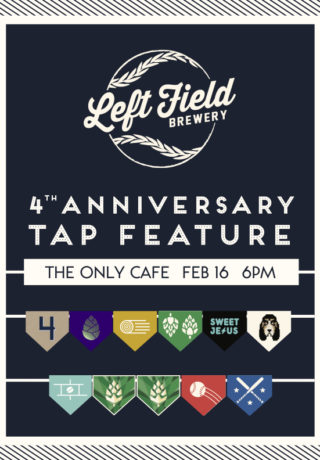 Left Field
BREWERY
4TH ANNIVERSARY
TAP FEATURE
THE ONLY CAFE FEB 16 6PM
4
SWEET
JESUS